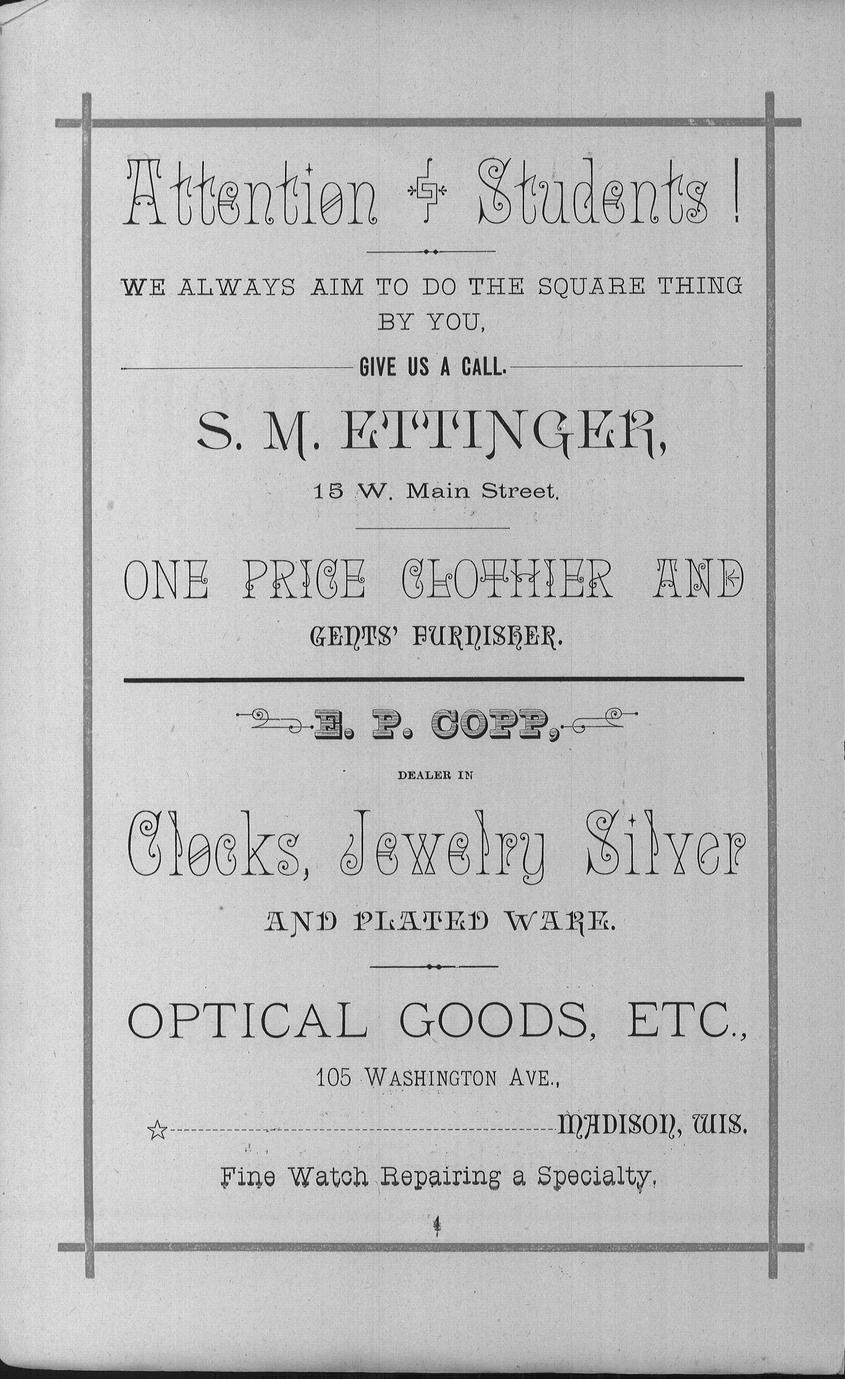 Attention Students!
WE ALWAYS AIM TO DO THE SQUARE THING
BY YOU,
GIVE US A CALL.
S. M. ETTINGER,
15 W. Main Street,
ONE PRICE CLOTHIER AND
GENTS' FURNISHER.
E. P. COPP,
DEALER IN
Clocks, Jewelry Silver
AND PLATED WARE.
OPTICAL GOODS, ETC.,
105 WASHINGTON AVE.,
MADISON, WIS.
Fine Watch Repairing a Specialty,